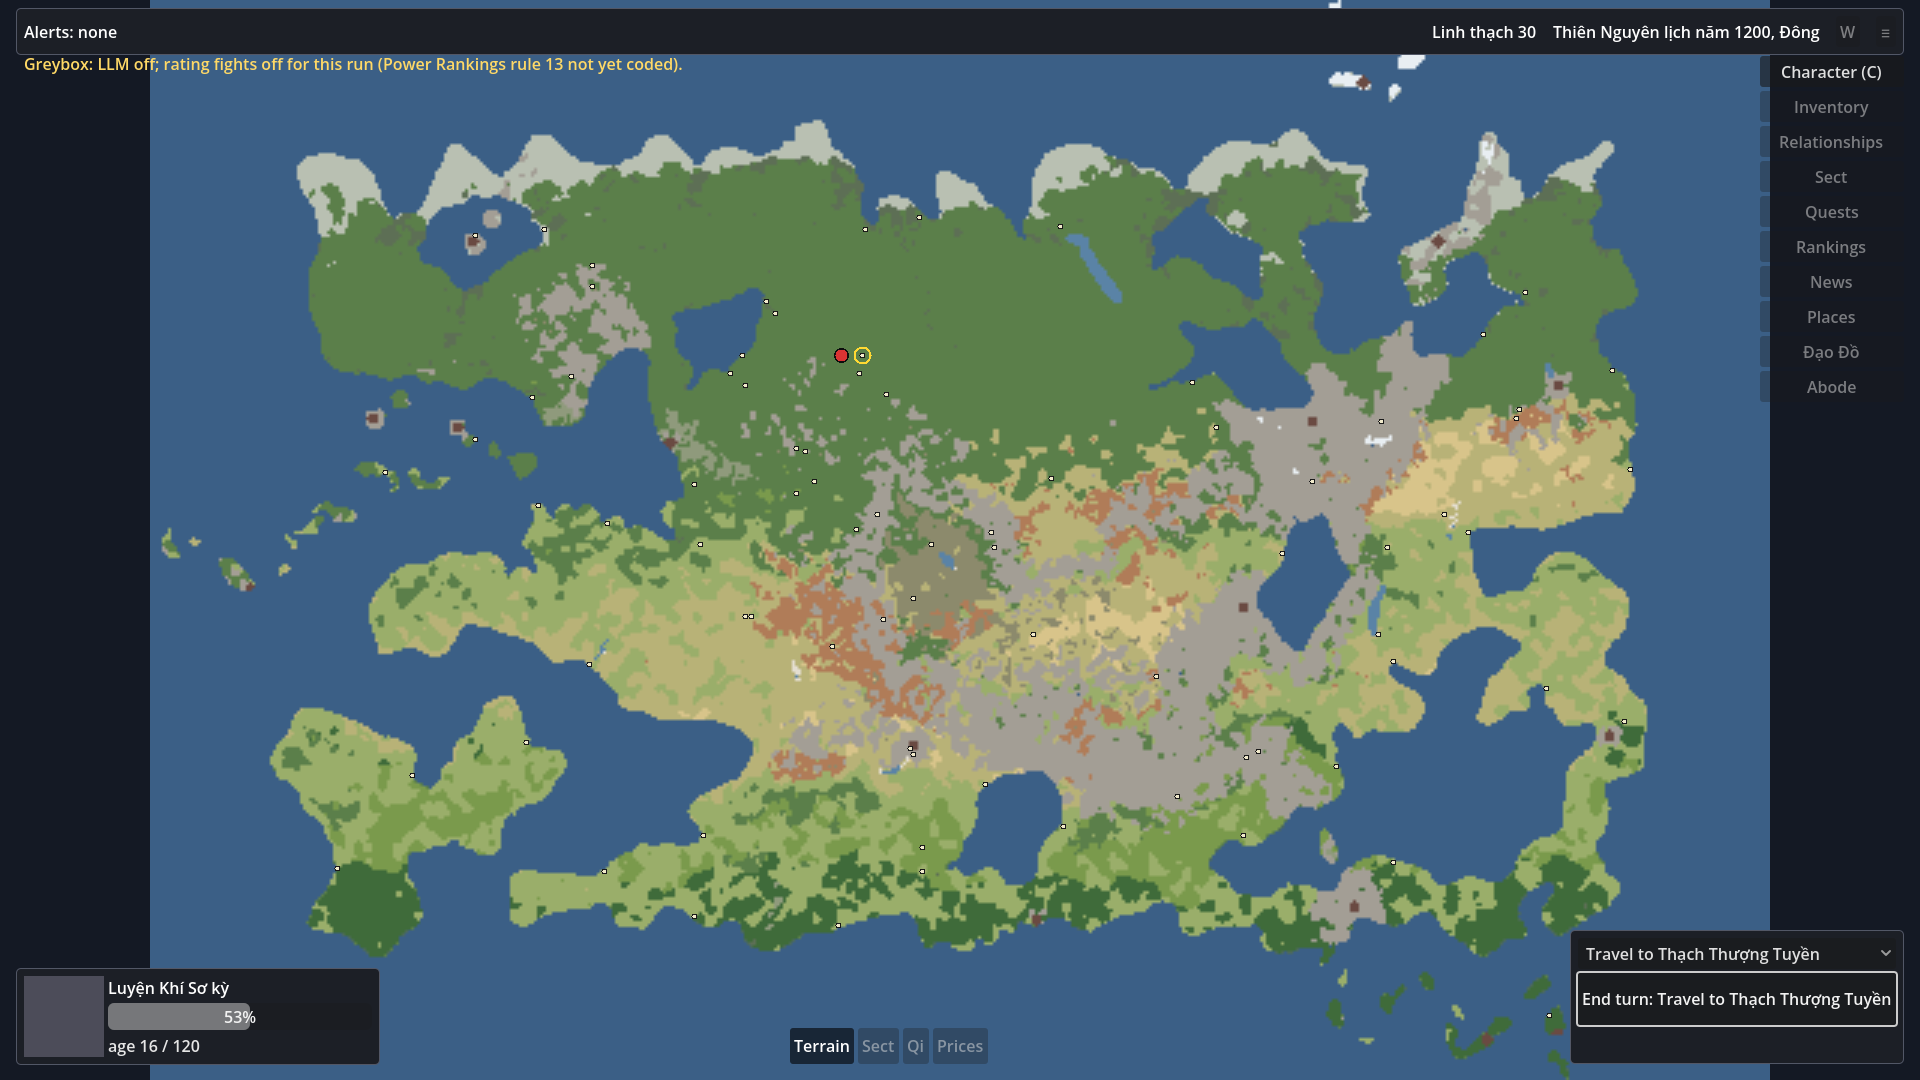 Alerts: none
Linh thạch 30 Thiên Nguyên lịch năm 1200, Đông W ≡
Greybox: LLM off; rating fights off for this run (Power Rankings rule 13 not yet coded).
Character (C)
Inventory
Relationships
Sect
Quests
Rankings
News
Places
Đạo Đồ
Abode
Travel to Thạch Thượng Tuyền
End turn: Travel to Thạch Thượng Tuyền
Luyện Khí Sơ kỳ
53%
age 16 / 120
Terrain Sect Qi Prices